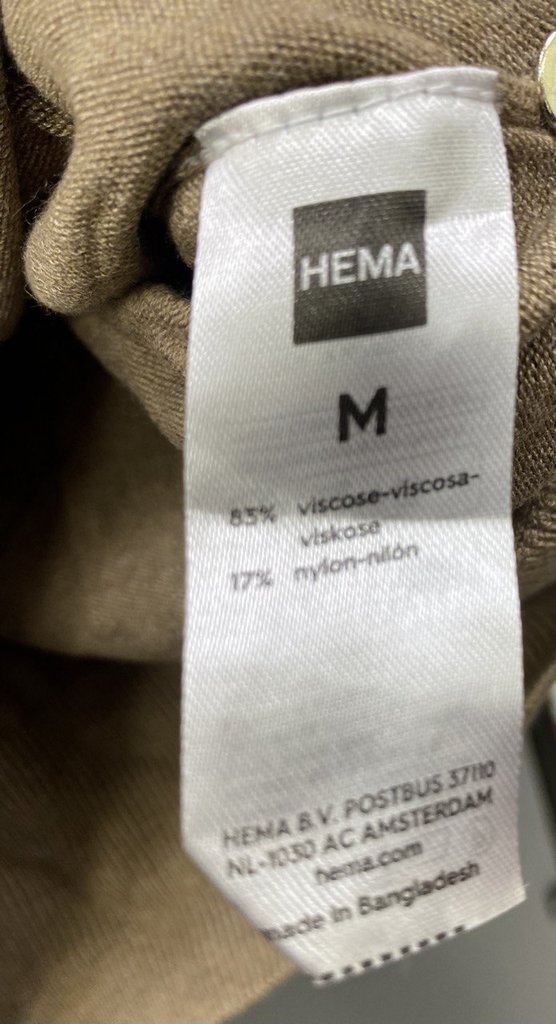 HEMA
M
83% viscose-viscosa-
viskose
17% nylon-nilón
HEMA B.V. POSTBUS 37110
NL-1030 AC AMSTERDAM
hema.com
made in Bangladesh